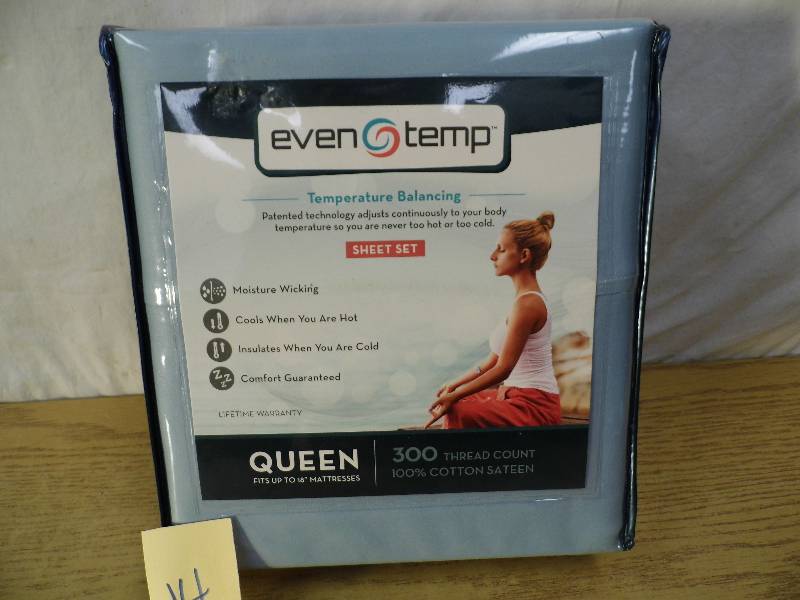 even temp™
Temperature Balancing
Patented technology adjusts continuously to your body
temperature so you are never too hot or too cold.
SHEET SET
Moisture Wicking
Cools When You Are Hot
Insulates When You Are Cold
ZZZ
Comfort Guaranteed
LIFETIME WARRANTY
QUEEN
FITS UP TO 18" MATTRESSES
300 THREAD COUNT
100% COTTON SATEEN